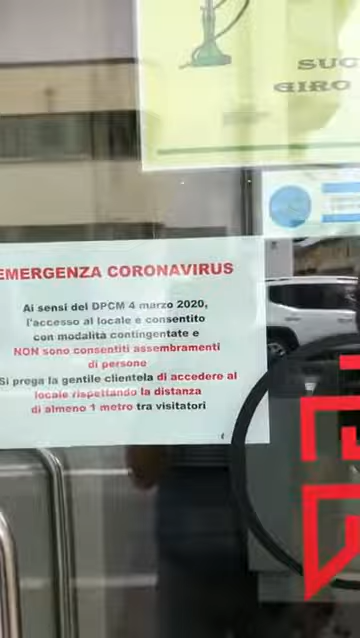 SUC
GIRO
EMERGENZA CORONAVIRUS
Ai sensi del DPCM 4 marzo 2020,
l'accesso al locale è consentito
con modalità contingentate e
NON sono consentiti assembramenti
di persone
Si prega la gentile clientela di accedere al
locale rispettando la distanza
di almeno 1 metro tra visitatori